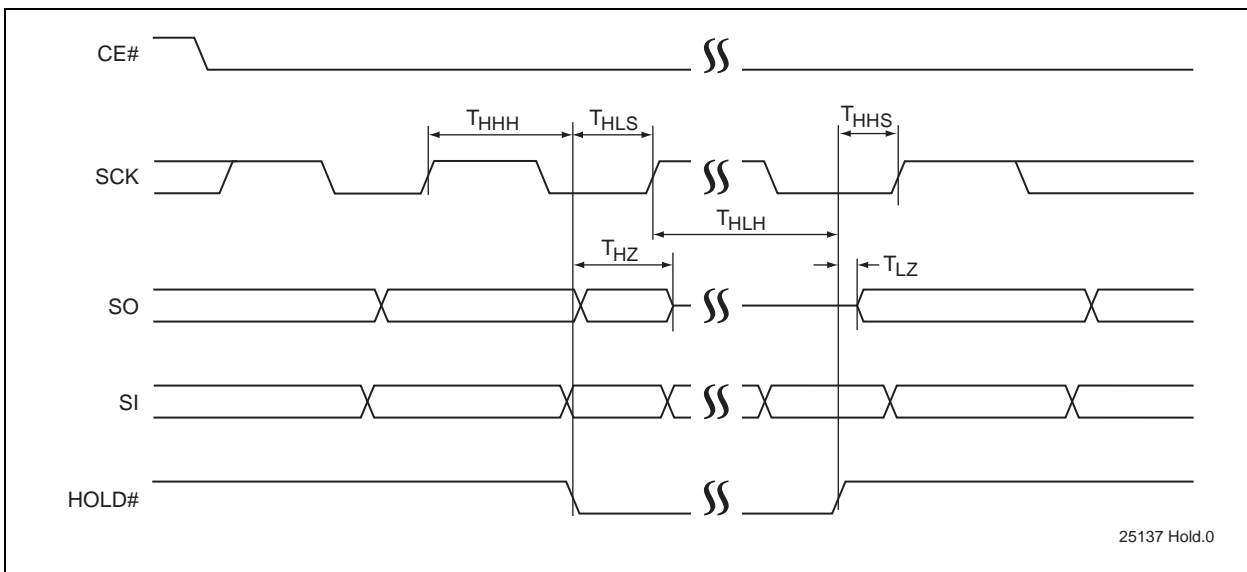 CE#
T_HHH T_HLS T_HHS
SCK
T_HLH
T_HZ T_LZ
SO
SI
HOLD#
25137 Hold.0